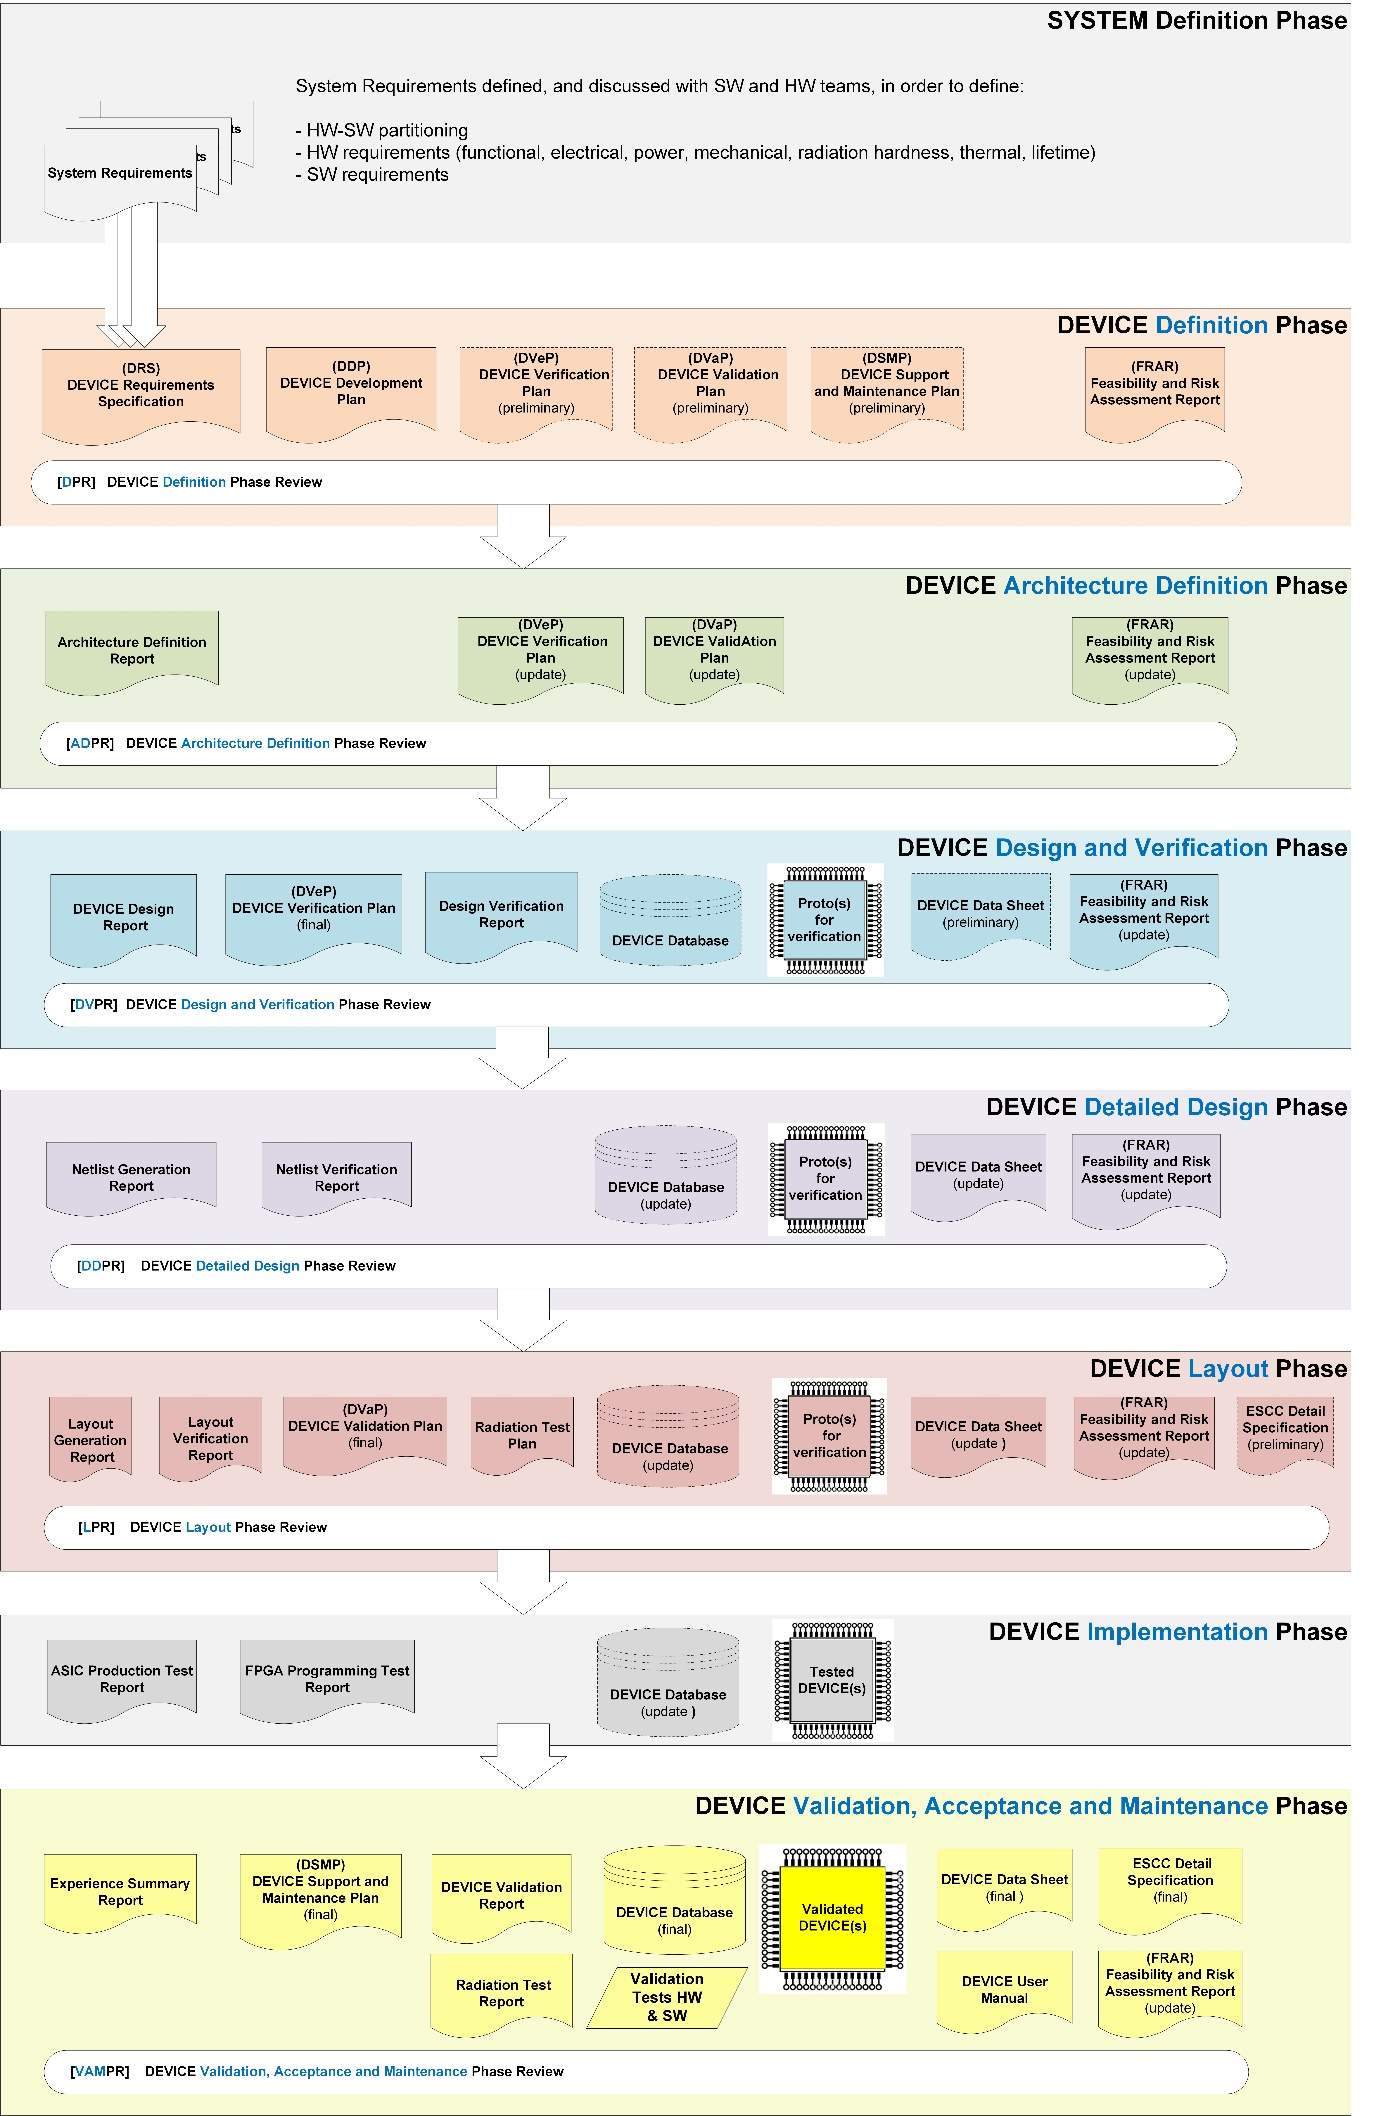 SYSTEM Definition Phase
System Requirements defined, and discussed with SW and HW teams, in order to define:
- HW-SW partitioning
- HW requirements (functional, electrical, power, mechanical, radiation hardness, thermal, lifetime)
- SW requirements
ts
ts
System Requirements
DEVICE Definition Phase
(DRS)
DEVICE Requirements
Specification
(DDP)
DEVICE Development
Plan
(DVeP)
DEVICE Verification
Plan
(preliminary)
(DVaP)
DEVICE Validation
Plan
(preliminary)
(DSMP)
DEVICE Support
and Maintenance Plan
(preliminary)
(FRAR)
Feasibility and Risk
Assessment Report
[DPR] DEVICE Definition Phase Review
DEVICE Architecture Definition Phase
Architecture Definition
Report
(DVeP)
DEVICE Verification
Plan
(update)
(DVaP)
DEVICE ValidAtion
Plan
(update)
(FRAR)
Feasibility and Risk
Assessment Report
(update)
[ADPR] DEVICE Architecture Definition Phase Review
DEVICE Design and Verification Phase
DEVICE Design
Report
(DVeP)
DEVICE Verification Plan
(final)
Design Verification
Report
DEVICE Database
Proto(s)
for
verification
DEVICE Data Sheet
(preliminary)
(FRAR)
Feasibility and Risk
Assessment Report
(update)
[DVPR] DEVICE Design and Verification Phase Review
DEVICE Detailed Design Phase
Netlist Generation
Report
Netlist Verification
Report
DEVICE Database
(update)
Proto(s)
for
verification
DEVICE Data Sheet
(update)
(FRAR)
Feasibility and Risk
Assessment Report
(update)
[DDPR] DEVICE Detailed Design Phase Review
DEVICE Layout Phase
Layout
Generation
Report
Layout
Verification
Report
(DVaP)
DEVICE Validation Plan
(final)
Radiation Test
Plan
DEVICE Database
(update)
Proto(s)
for
verification
DEVICE Data Sheet
(update )
(FRAR)
Feasibility and Risk
Assessment Report
(update)
ESCC Detail
Specification
(preliminary)
[LPR] DEVICE Layout Phase Review
DEVICE Implementation Phase
ASIC Production Test
Report
FPGA Programming Test
Report
DEVICE Database
(update )
Tested
DEVICE(s)
DEVICE Validation, Acceptance and Maintenance Phase
Experience Summary
Report
(DSMP)
DEVICE Support and
Maintenance Plan
(final)
DEVICE Validation
Report
DEVICE Database
(final)
Validated
DEVICE(s)
DEVICE Data Sheet
(final )
ESCC Detail
Specification
(final)
Radiation Test
Report
Validation
Tests HW
& SW
DEVICE User
Manual
(FRAR)
Feasibility and Risk
Assessment Report
(update)
[VAMPR] DEVICE Validation, Acceptance and Maintenance Phase Review